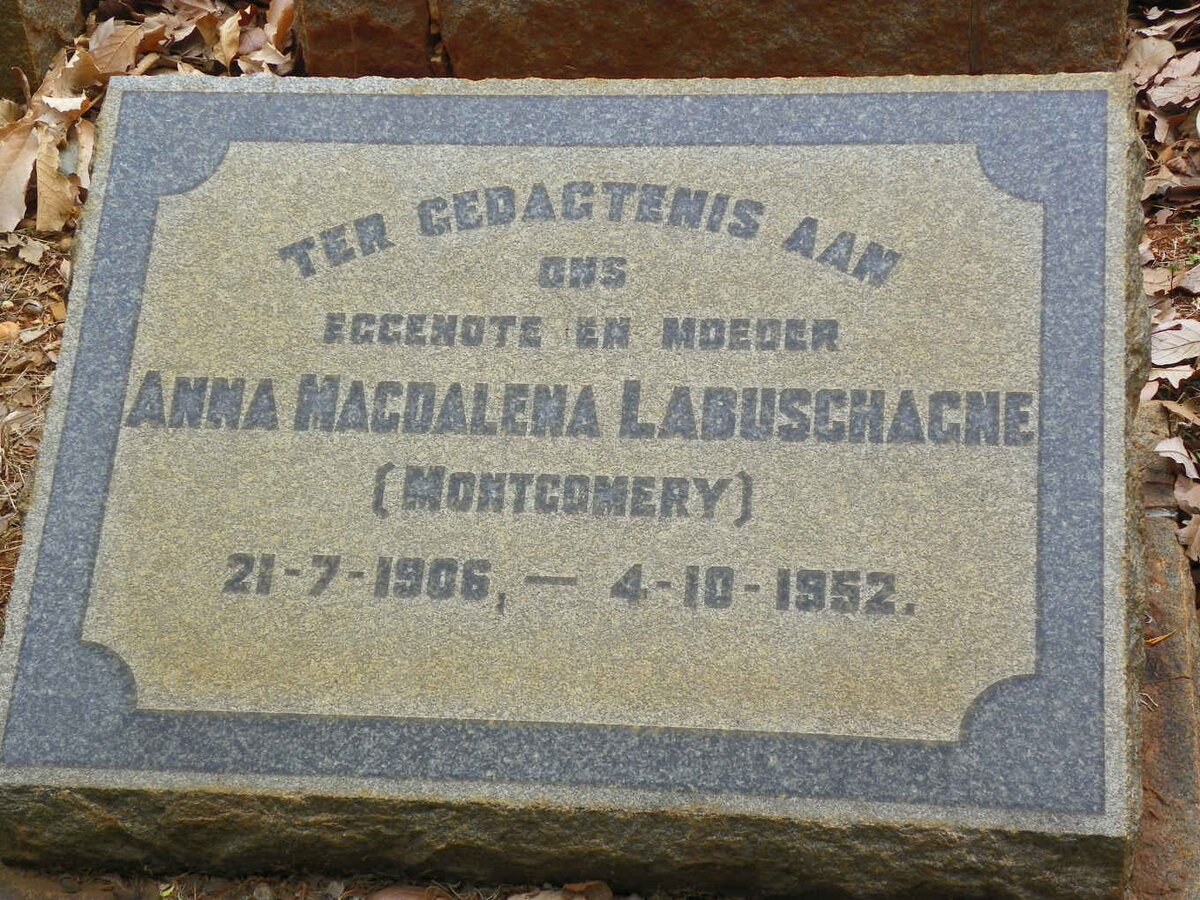 TER GEDACTENIS AAN
ONS
EGGENOTE EN MOEDER
ANNA MAGDALENA LABUSCHAGNE
(MONTGOMERY)
21-7-1906, — 4-10-1952.